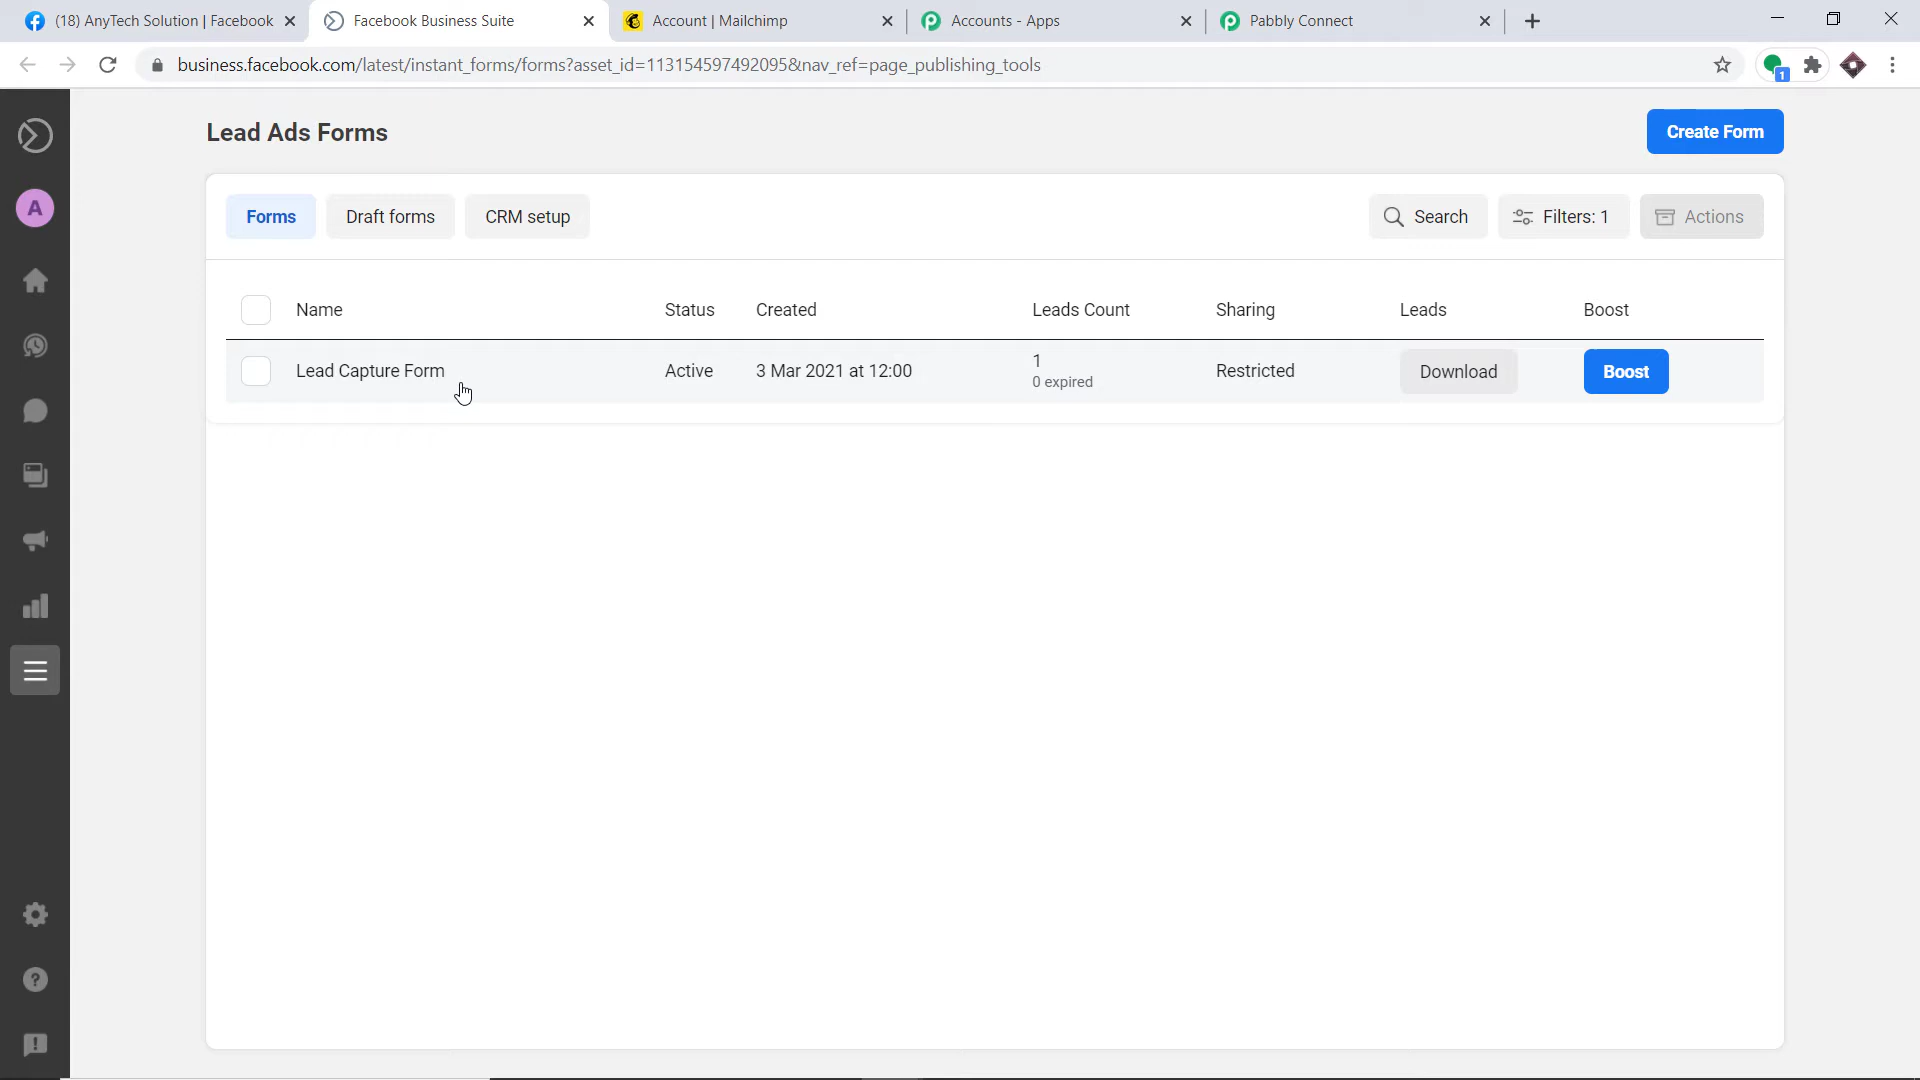 (18) AnyTech Solution | Facebook
Facebook Business Suite
Account | Mailchimp
Accounts - Apps
Pabbly Connect
business.facebook.com/latest/instant_forms/forms?asset_id=113154597492095&nav_ref=page_publishing_tools
1
Lead Ads Forms
Create Form
A
Forms
Draft forms
CRM setup
Search
Filters: 1
Actions
Name
Status
Created
Leads Count
Sharing
Leads
Boost
Lead Capture Form
Active
3 Mar 2021 at 12:00
1
0 expired
Restricted
Download
Boost